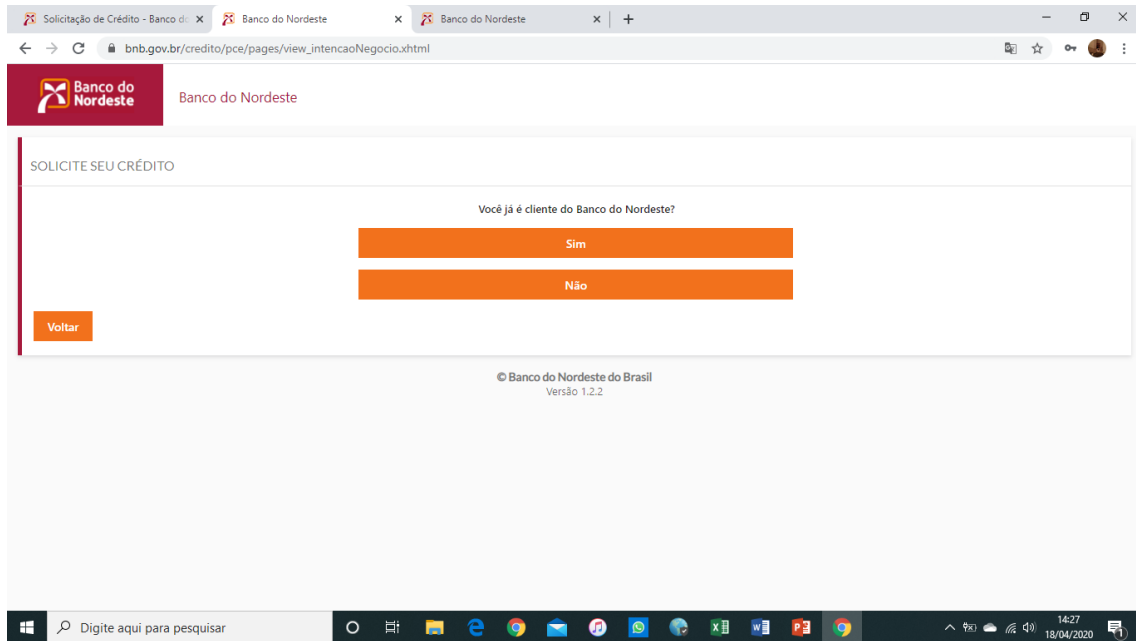 Solicitação de Crédito - Banco do
Banco do Nordeste
Banco do Nordeste
bnb.gov.br/credito/pce/pages/view_intencaoNegocio.xhtml
Banco do
Nordeste
Banco do Nordeste
SOLICITE SEU CRÉDITO
Você já é cliente do Banco do Nordeste?
Sim
Não
Voltar
© Banco do Nordeste do Brasil
Versão 1.2.2
Digite aqui para pesquisar
14:27
18/04/2020